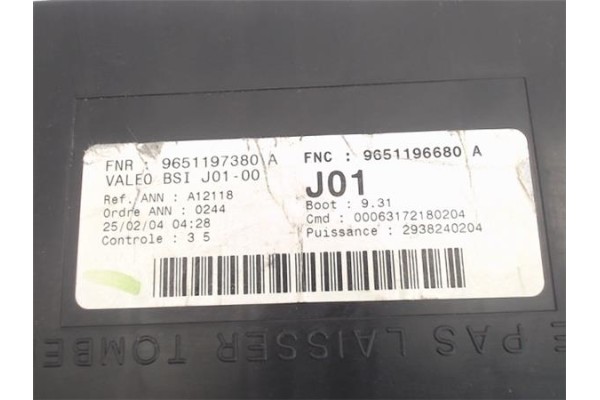 FNR : 9651197380 A
VALEO BSI J01-00
Ref. ANN : A12118
Ordre ANN : 0244
25/02/04 04:28
Controle : 3 5
FNC : 9651196680 A
J01
Boot : 9.31
Cmd : 00063172180204
Puissance : 2938240204
PAS LAISSER TOMBE